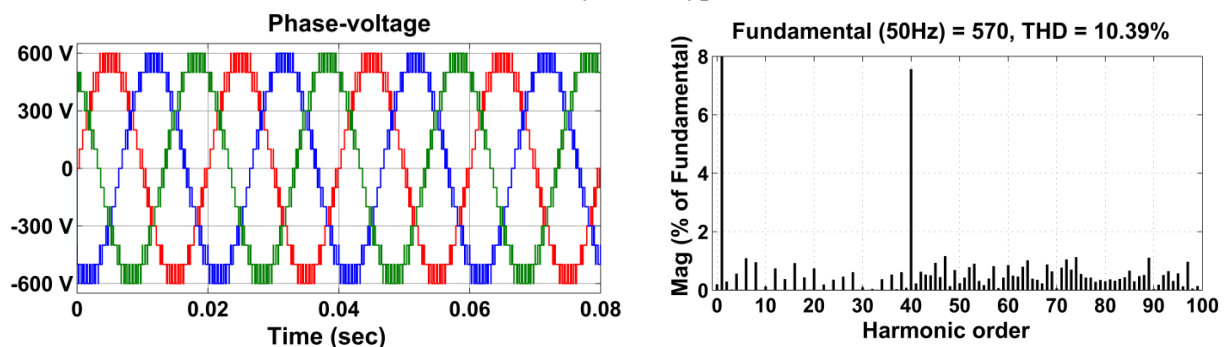 Phase-voltage
600 V
300 V
0
-300 V
-600 V
0 0.02 0.04 0.06 0.08
Time (sec)
Fundamental (50Hz) = 570, THD = 10.39%
Mag (% of Fundamental)
8
6
4
2
0
0 10 20 30 40 50 60 70 80 90 100
Harmonic order